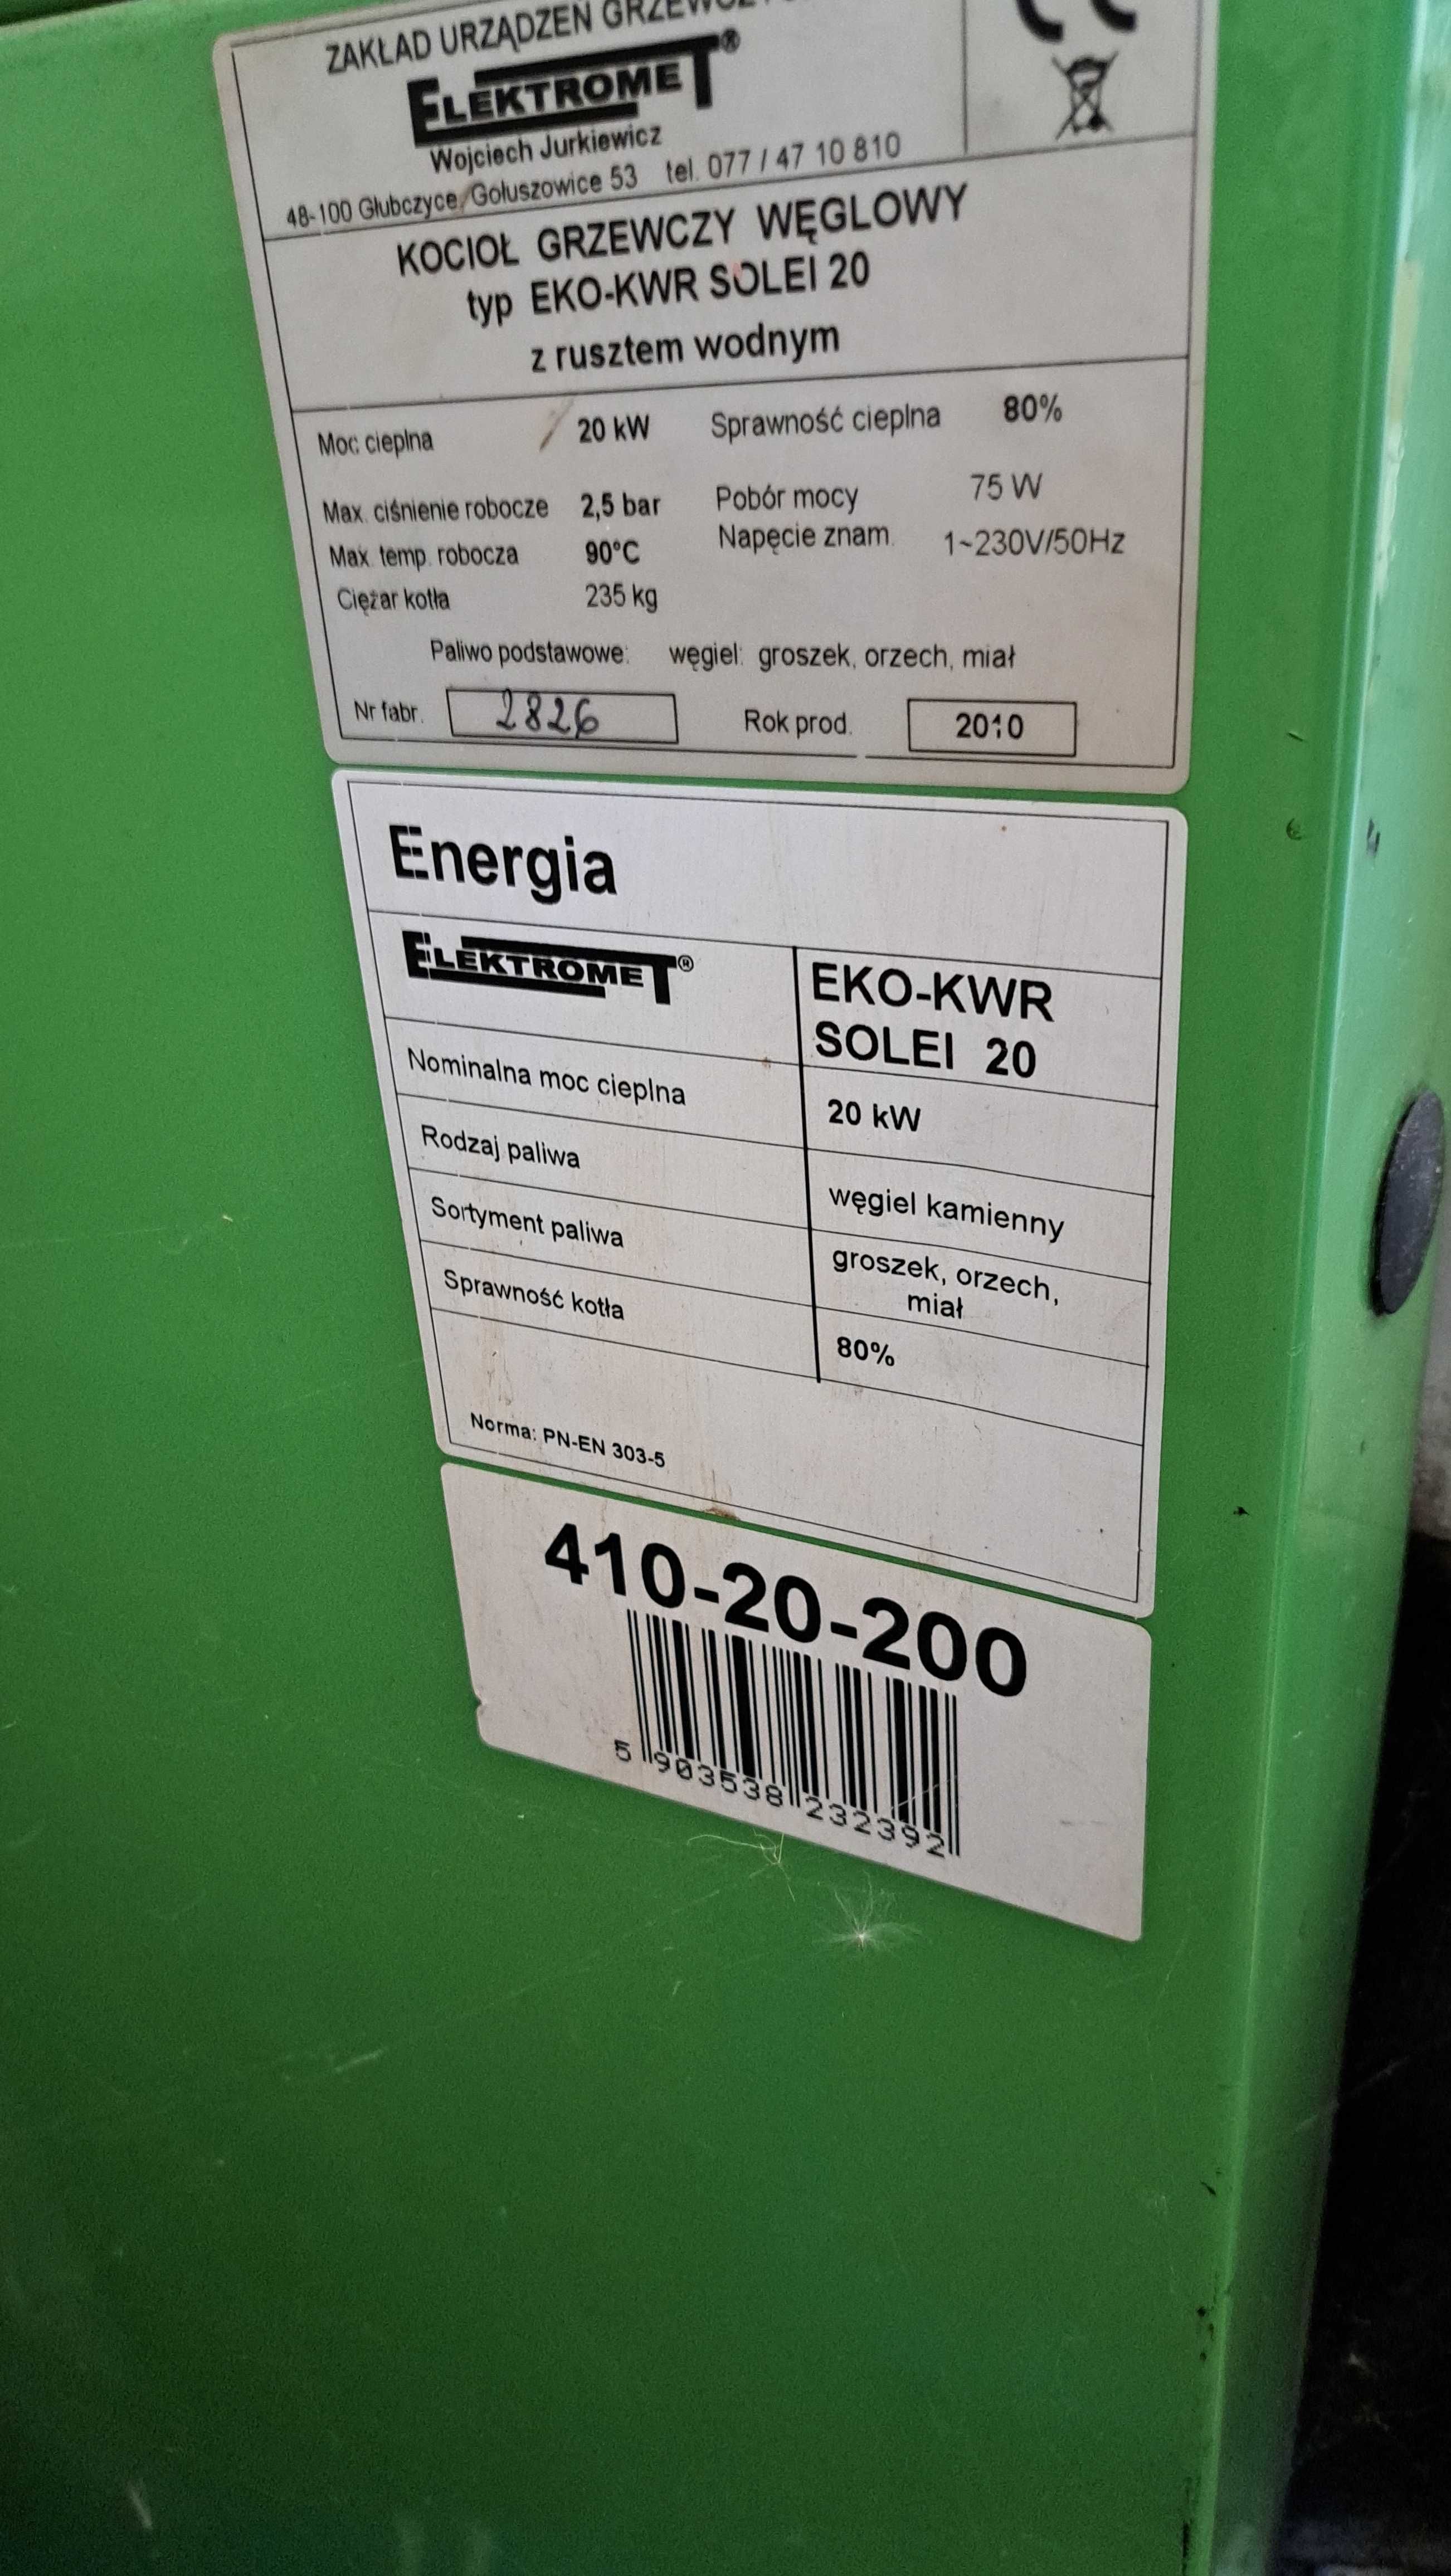 ZAKŁAD URZĄDZEŃ
ELEKTROMET®
Wojciech Jurkiewicz
48-100 Głubczyce, Gołuszowice 53 tel. 077 / 47 10 810
CE
KOCIOŁ GRZEWCZY WĘGLOWY
typ EKO-KWR SOLEI 20
z rusztem wodnym
Moc cieplna 20 kW Sprawność cieplna 80%
Max. ciśnienie robocze 2,5 bar Pobór mocy 75 W
Max. temp. robocza 90°C Napięcie znam. 1~230V/50Hz
Ciężar kotła 235 kg
Paliwo podstawowe: węgiel: groszek, orzech, miał
Nr fabr. 2826 Rok prod. 2010
Energia
ELEKTROMET® EKO-KWR
SOLEI 20
Nominalna moc cieplna 20 kW
Rodzaj paliwa węgiel kamienny
Sortyment paliwa groszek, orzech,
miał
Sprawność kotła 80%
Norma: PN-EN 303-5
410-20-200
5 903538 232392